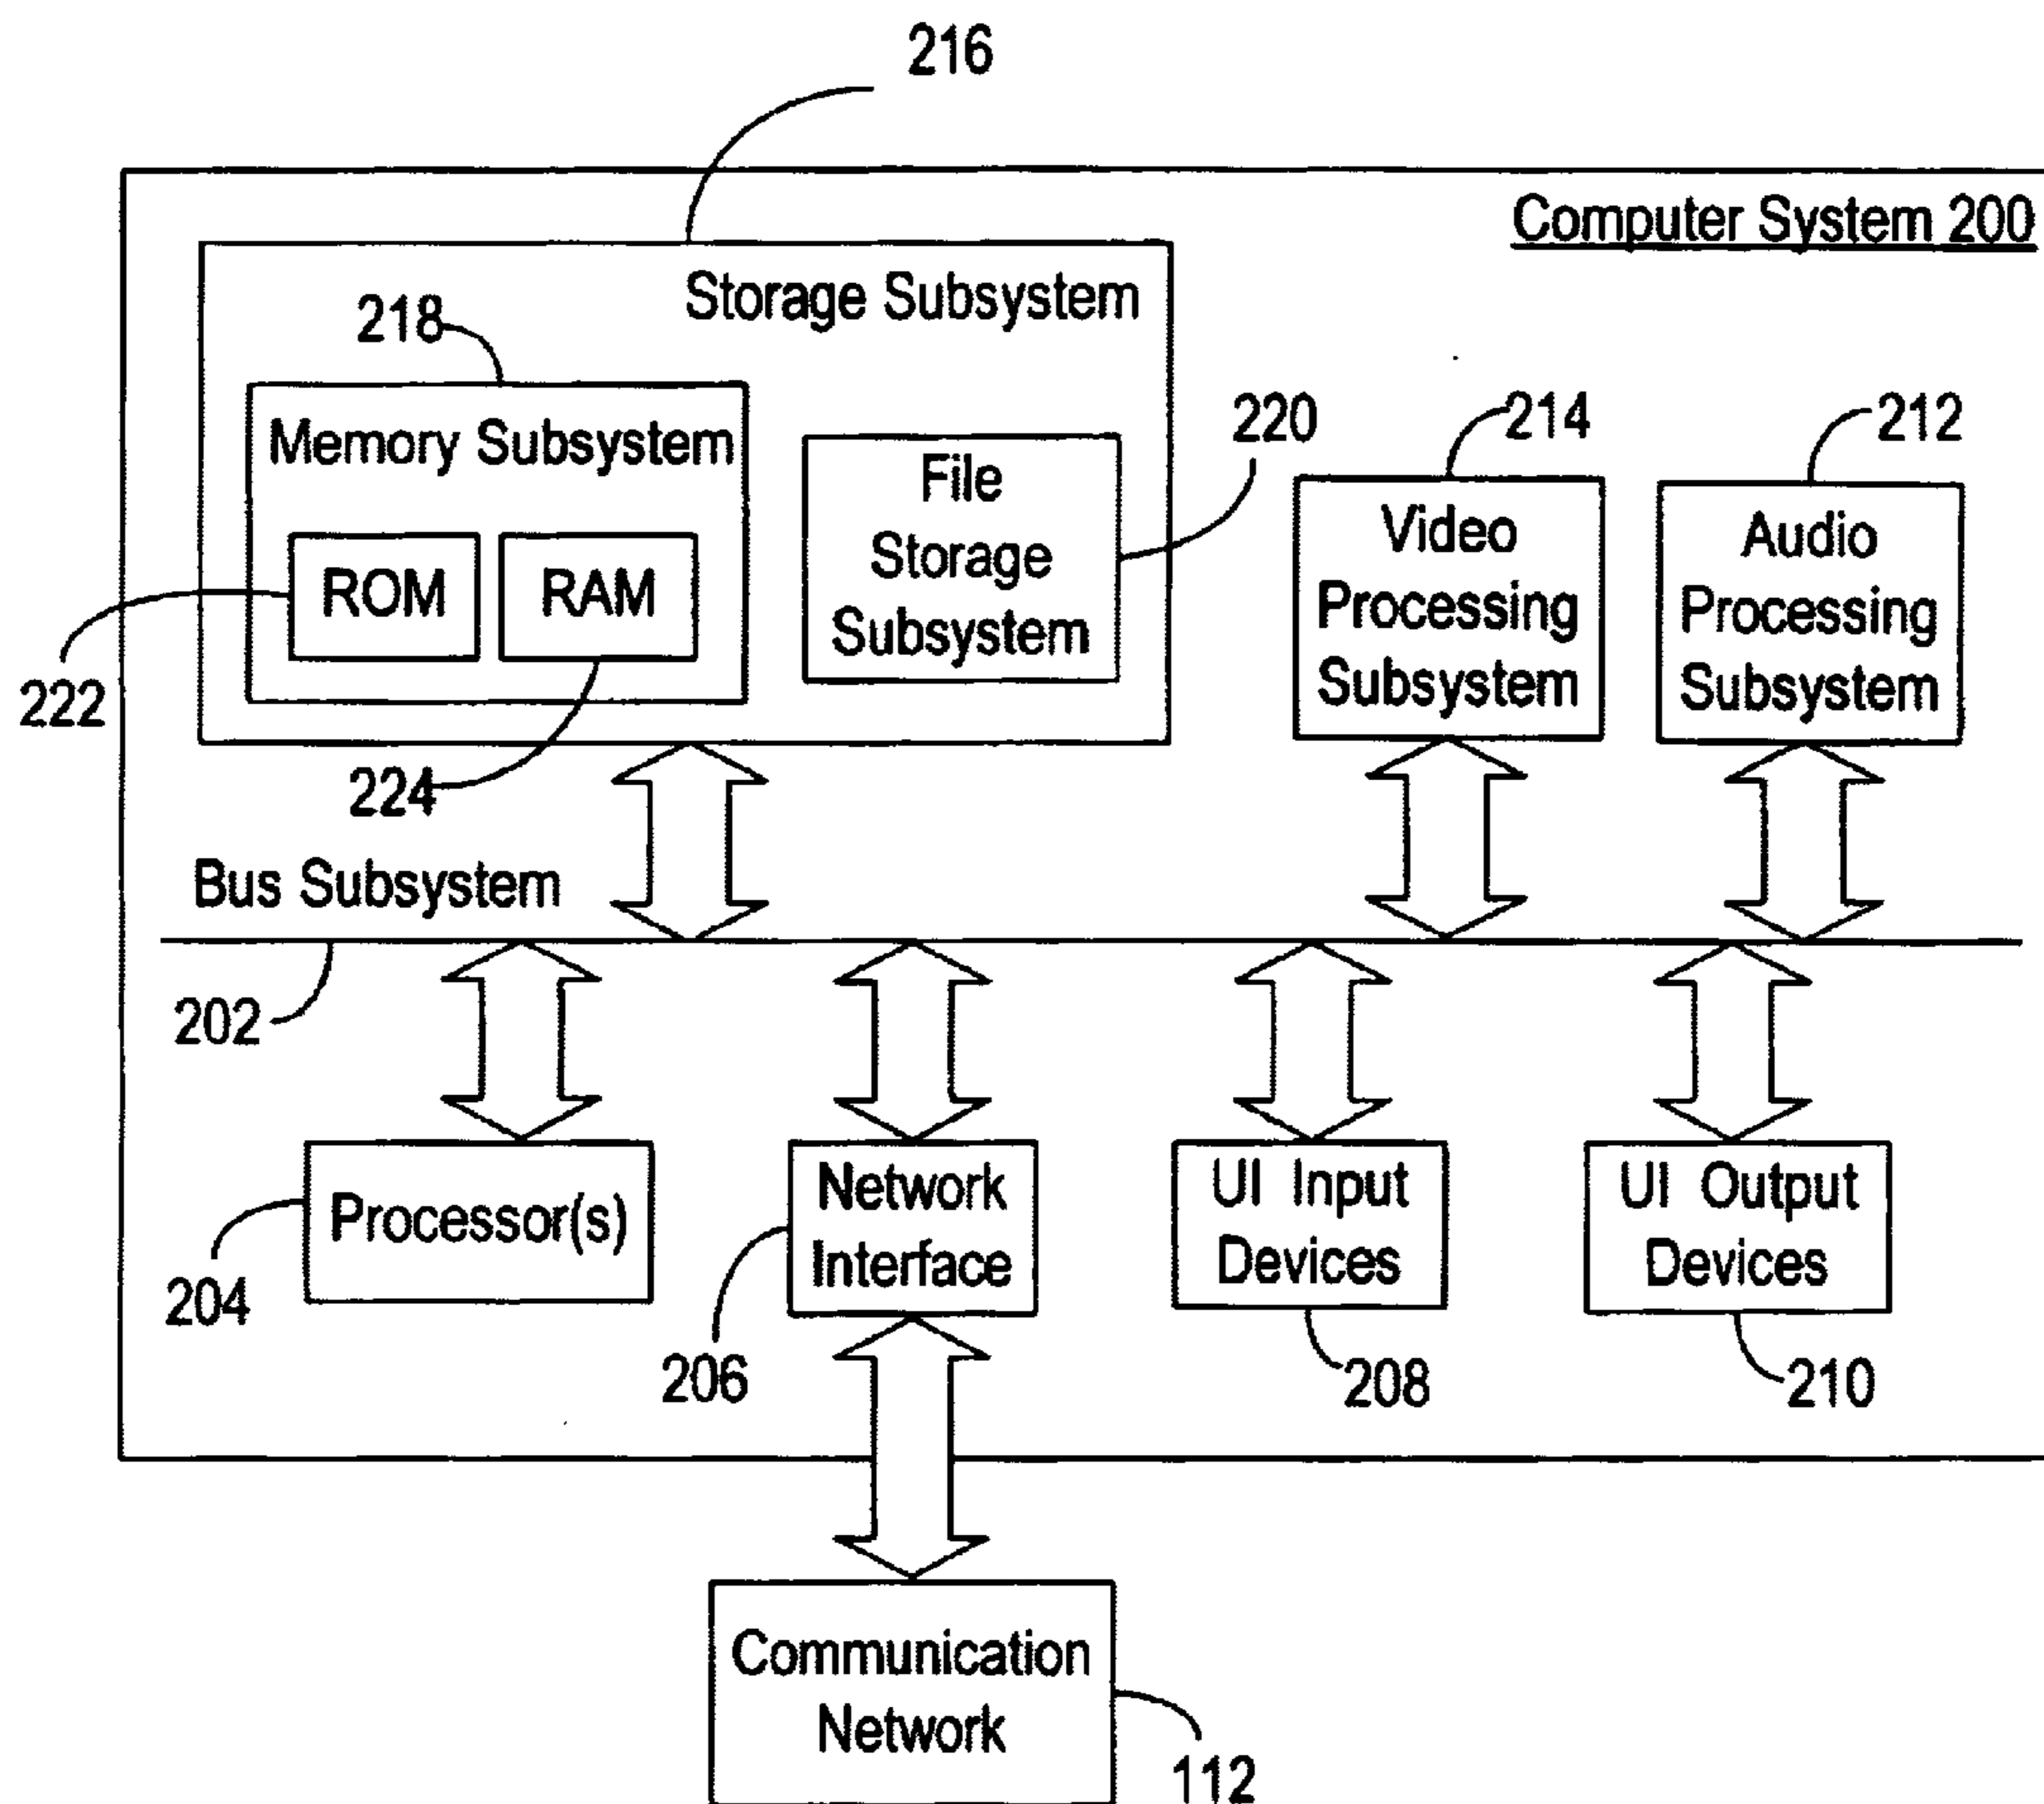 216
Computer System 200
Storage Subsystem
218
Memory Subsystem
220
214
212
File
Storage
Subsystem
Video
Processing
Subsystem
Audio
Processing
Subsystem
ROM
RAM
222
224
Bus Subsystem
202
Processor(s)
Network
Interface
UI Input
Devices
UI Output
Devices
204
206
208
210
Communication
Network
112